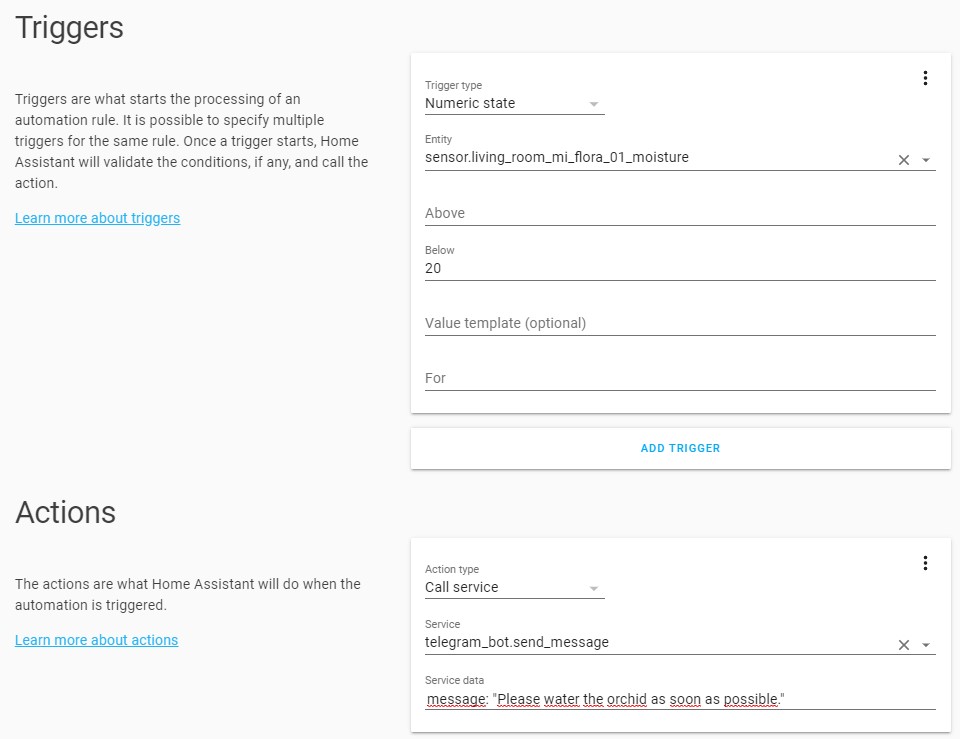 Triggers
Triggers are what starts the processing of an
automation rule. It is possible to specify multiple
triggers for the same rule. Once a trigger starts, Home
Assistant will validate the conditions, if any, and call the
action.
Learn more about triggers
Trigger type
Numeric state
Entity
sensor.living_room_mi_flora_01_moisture
Above
Below
20
Value template (optional)
For
ADD TRIGGER
Actions
The actions are what Home Assistant will do when the
automation is triggered.
Learn more about actions
Action type
Call service
Service
telegram_bot.send_message
Service data
message: "Please water the orchid as soon as possible."